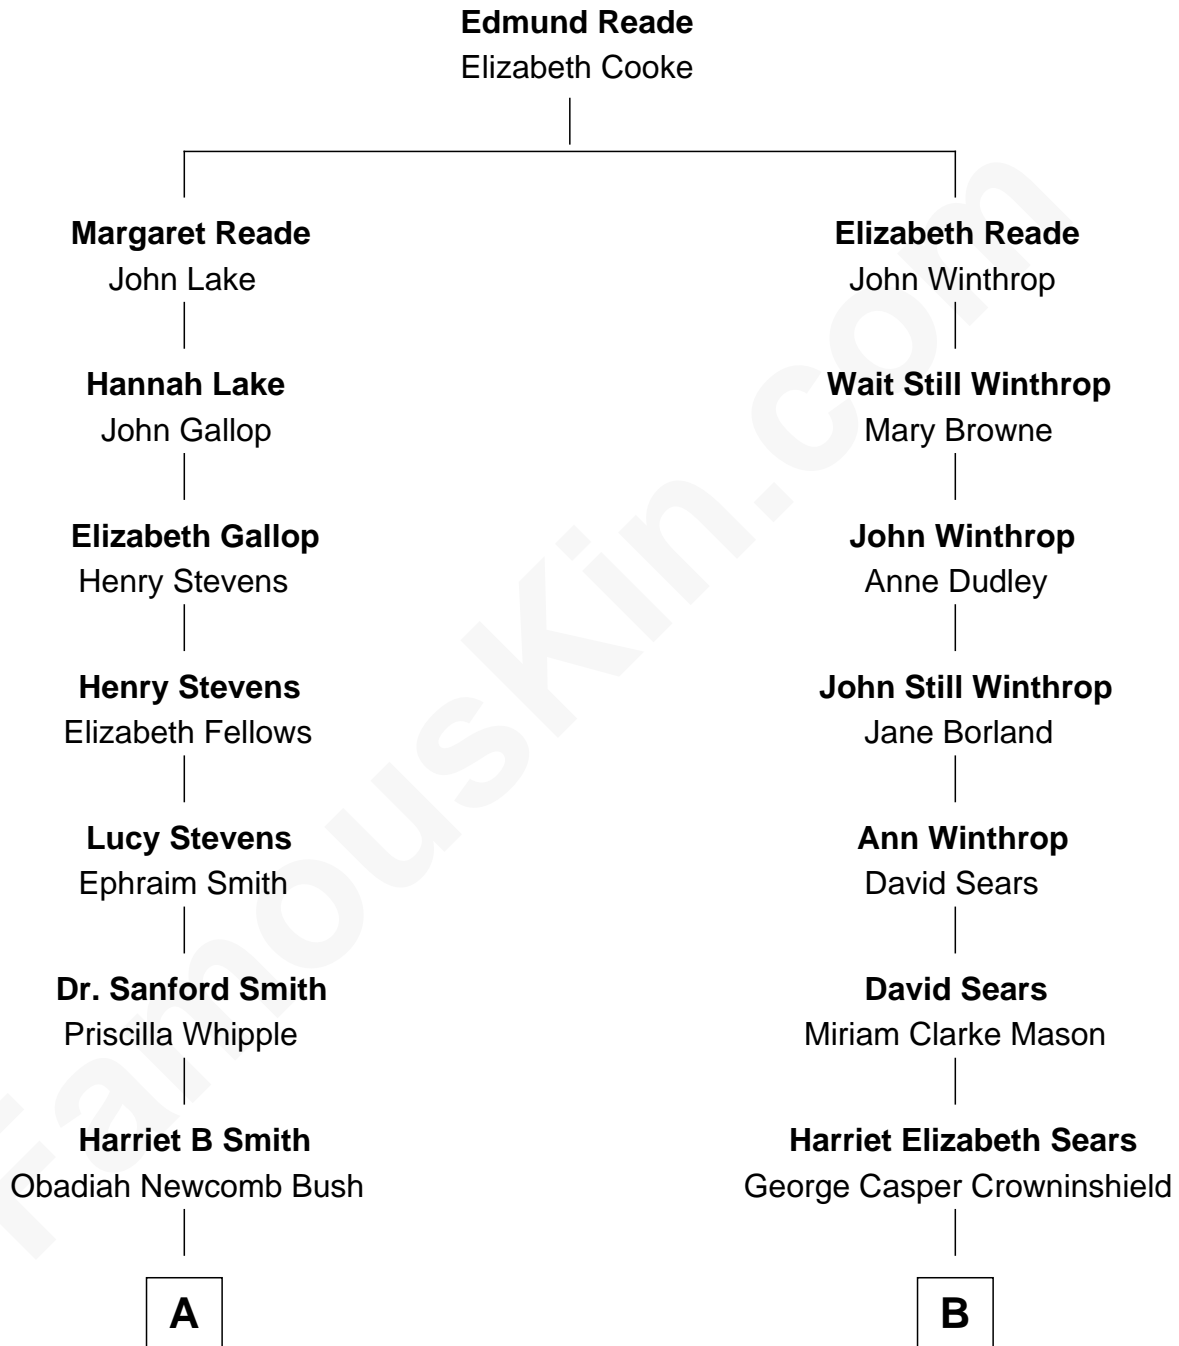 Edmund Reade
Elizabeth Cooke
Margaret Reade
John Lake
Elizabeth Reade
John Winthrop
Hannah Lake
John Gallop
Wait Still Winthrop
Mary Browne
Elizabeth Gallop
Henry Stevens
John Winthrop
Anne Dudley
Henry Stevens
Elizabeth Fellows
John Still Winthrop
Jane Borland
Lucy Stevens
Ephraim Smith
Ann Winthrop
David Sears
Dr. Sanford Smith
Priscilla Whipple
David Sears
Miriam Clarke Mason
Harriet B Smith
Obadiah Newcomb Bush
Harriet Elizabeth Sears
George Casper Crowninshield
A
B
FamousKin.com